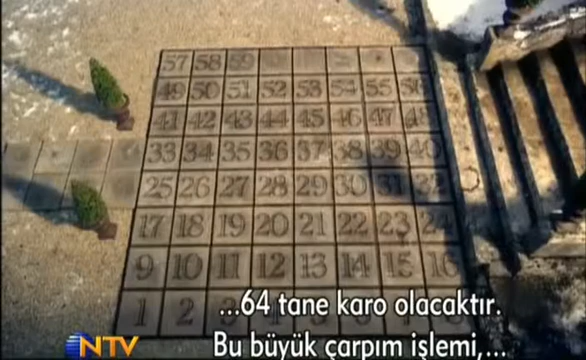 57 58 59
49 50 51 52 53 54 55 56
41 42 43 44 45 46 47 48
33 34 35 36 37 38 39 40
25 26 27 28 29 30 31 32
17 18 19 20 21 22 23 24
9 10 11 12 13 14 15 16
1 2 3
...64 tane karo olacaktır.
Bu büyük çarpım işlemi,...
NTV